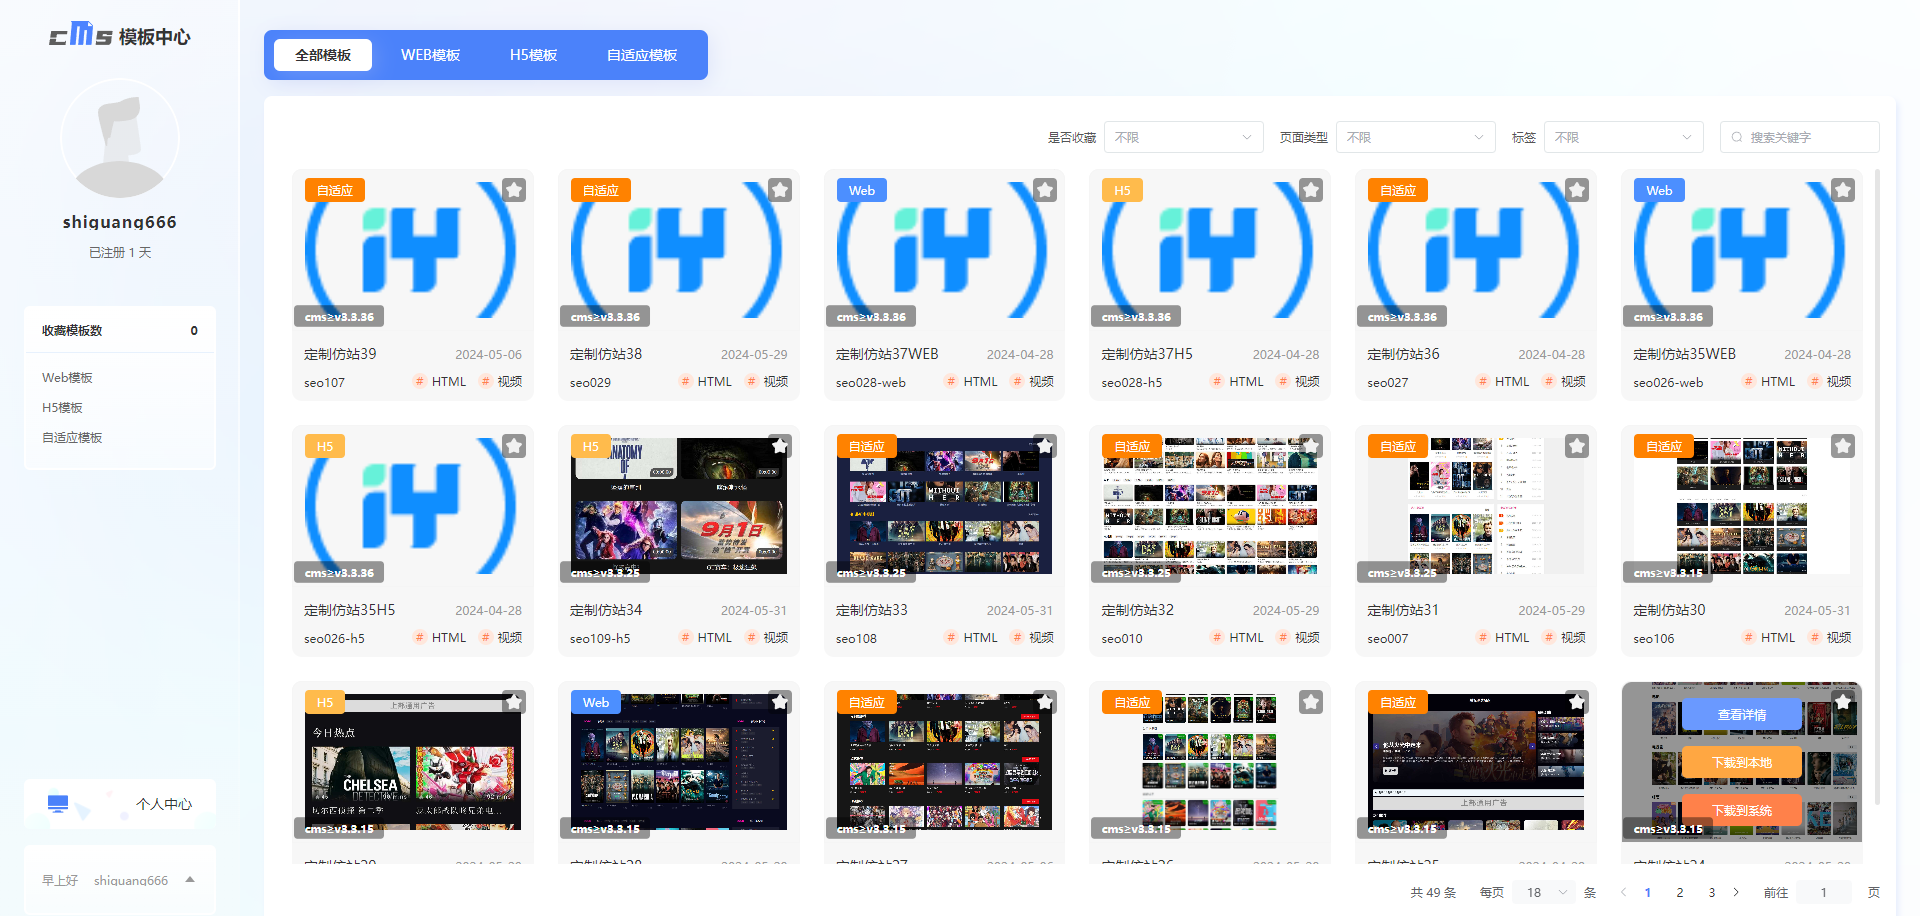 cms 模板中心
shiguang666
已注册 1 天
收藏模板数 0
Web模板
H5模板
自适应模板
个人中心
早上好 shiguang666
全部模板 WEB模板 H5模板 自适应模板
是否收藏 不限 页面类型 不限 标签 不限 搜索关键字
自适应 自适应 Web H5 自适应 Web
cms≥v3.3.36 cms≥v3.3.36 cms≥v3.3.36 cms≥v3.3.36 cms≥v3.3.36 cms≥v3.3.36
定制仿站39 2024-05-06 定制仿站38 2024-05-29 定制仿站37WEB 2024-04-28 定制仿站37H5 2024-04-28 定制仿站36 2024-04-28 定制仿站35WEB 2024-04-28
seo107 # HTML # 视频 seo029 # HTML # 视频 seo028-web # HTML # 视频 seo028-h5 # HTML # 视频 seo027 # HTML # 视频 seo026-web # HTML # 视频
H5 H5 自适应 自适应 自适应 自适应
9月1日
cms≥v3.3.36 cms≥v3.3.25 cms≥v3.3.25 cms≥v3.3.25 cms≥v3.3.25 cms≥v3.3.15
定制仿站35H5 2024-04-28 定制仿站34 2024-05-31 定制仿站33 2024-05-31 定制仿站32 2024-05-29 定制仿站31 2024-05-29 定制仿站30 2024-05-31
seo026-h5 # HTML # 视频 seo109-h5 # HTML # 视频 seo108 # HTML # 视频 seo010 # HTML # 视频 seo007 # HTML # 视频 seo106 # HTML # 视频
H5 Web 自适应 自适应 自适应 查看详情
上部通用广告
今日热点
下载到本地
CHELSEA
DETECTIVE
上部通用广告
下载到系统
cms≥v3.3.15 cms≥v3.3.15 cms≥v3.3.15 cms≥v3.3.15 cms≥v3.3.15 cms≥v3.3.15
共 49 条 每页 18 条 1 2 3 前往 1 页